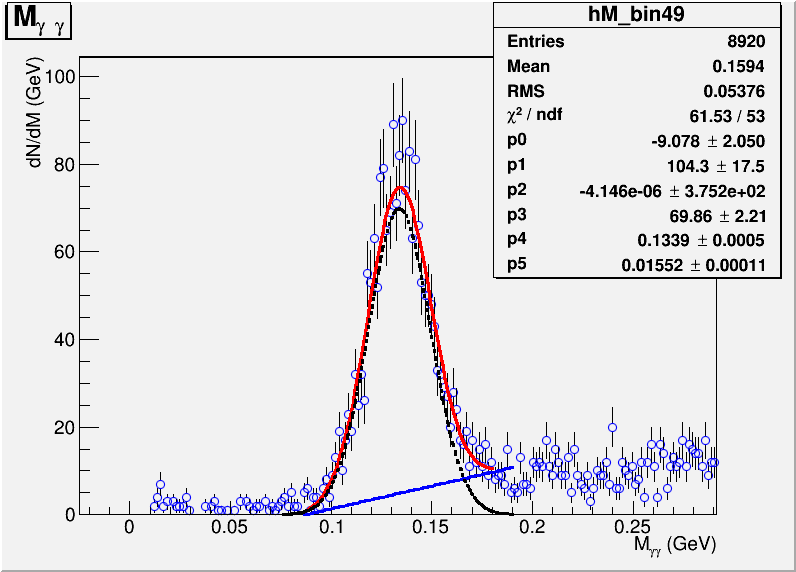 M γ γ
hM_bin49
Entries 8920
Mean 0.1594
RMS 0.05376
χ² / ndf 61.53 / 53
p0 -9.078 ± 2.050
p1 104.3 ± 17.5
p2 -4.146e-06 ± 3.752e+02
p3 69.86 ± 2.21
p4 0.1339 ± 0.0005
p5 0.01552 ± 0.00011
dN/dM (GeV)
100
80
60
40
20
0
0 0.05 0.1 0.15 0.2 0.25
Mγγ (GeV)